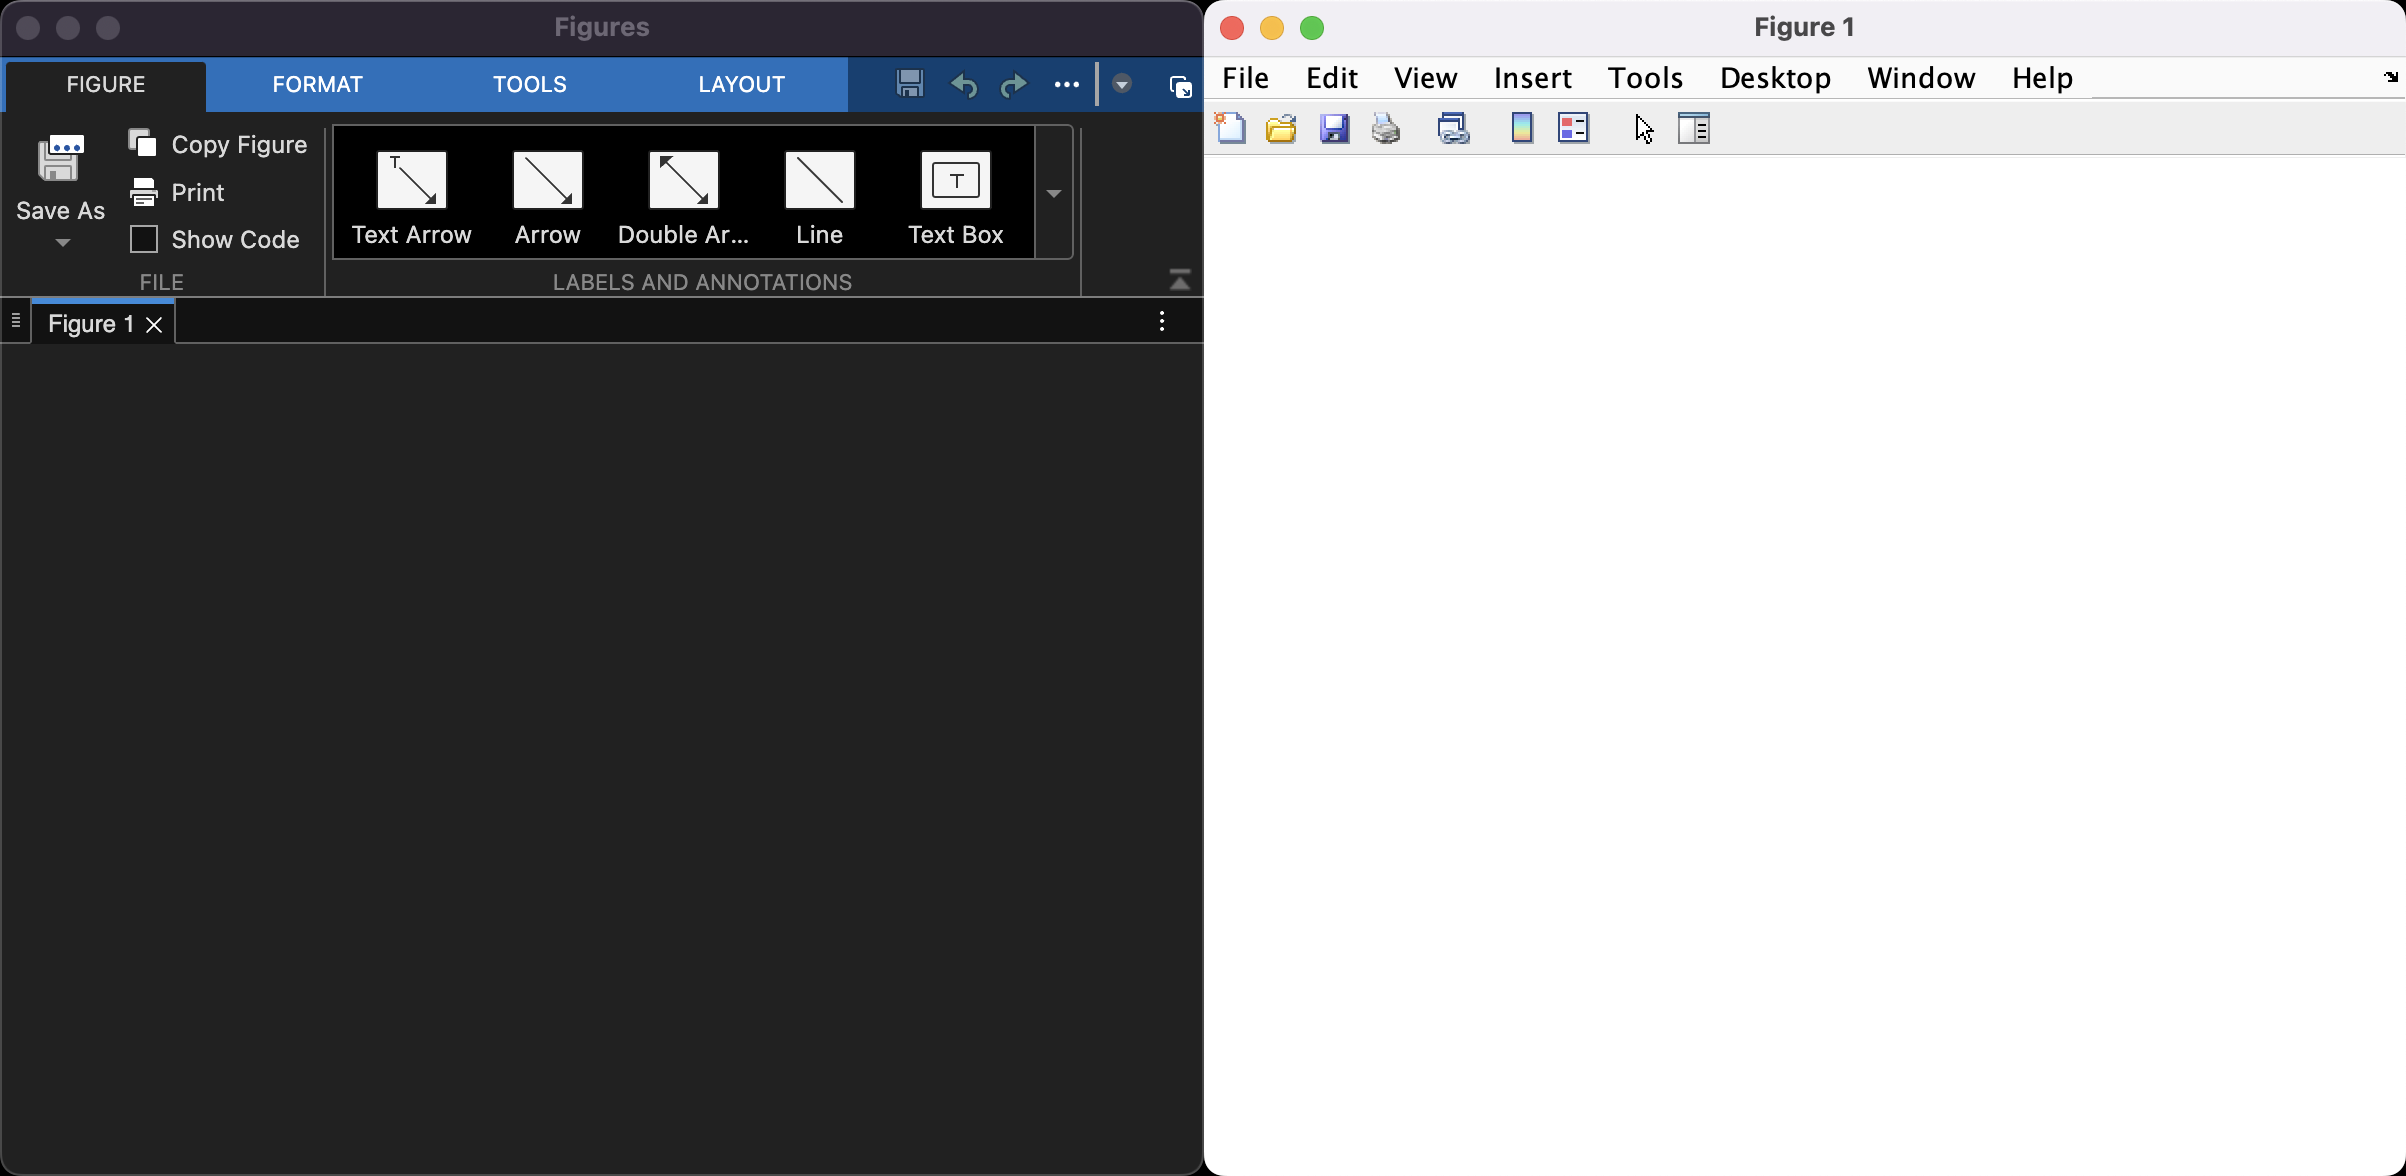 Figures
FIGURE FORMAT TOOLS LAYOUT
Save As
Copy Figure
Print
Show Code
FILE
T
T
Text Arrow Arrow Double Ar... Line Text Box
LABELS AND ANNOTATIONS
Figure 1
Figure 1
File Edit View Insert Tools Desktop Window Help